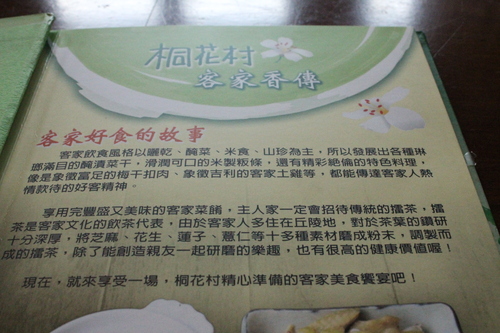 桐花村
客家香傳
客家好食的故事
客家飲食風格以曬乾、醃菜、米食、山珍為主，所以發展出各種琳
瑯滿目的醃漬菜干，滑潤可口的米製粄條，還有精彩絕倫的特色料理，
像是象徵富足的梅干扣肉、象徵吉利的客家土雞等，都能傳達客家人熱
情款待的好客精神。
享用完豐盛又美味的客家菜餚，主人家一定會招待傳統的擂茶，擂
茶是客家文化的飲茶代表，由於客家人多住在丘陵地，對於茶葉的鑽研
十分深厚，將芝麻、花生、蓮子、薏仁等十多種素材磨成粉末，調製而
成的擂茶，除了能創造親友一起研磨的樂趣，也有很高的健康價值喔！
現在，就來享受一場，桐花村精心準備的客家美食饗宴吧！